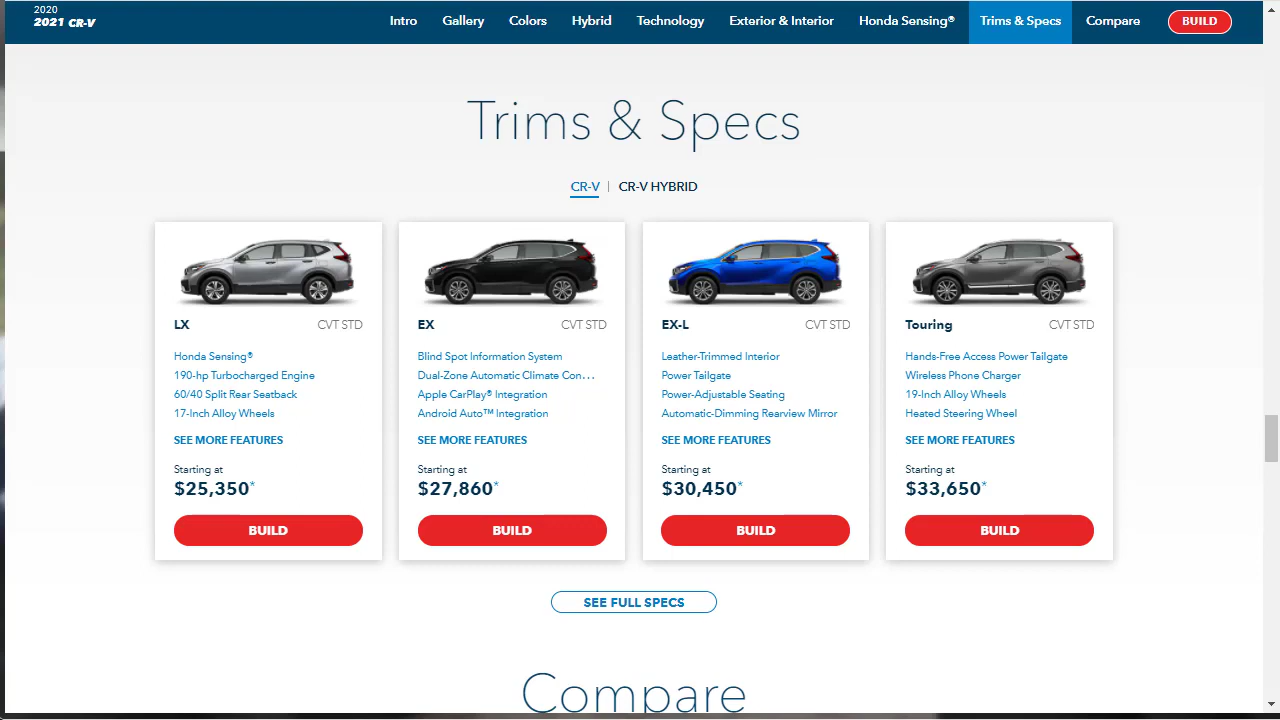 2020
2021 CR-V
Intro Gallery Colors Hybrid Technology Exterior & Interior Honda Sensing® Trims & Specs Compare BUILD
Trims & Specs
CR-V | CR-V HYBRID
LX CVT STD
Honda Sensing®
190-hp Turbocharged Engine
60/40 Split Rear Seatback
17-Inch Alloy Wheels
SEE MORE FEATURES
Starting at
$25,350*
BUILD
EX CVT STD
Blind Spot Information System
Dual-Zone Automatic Climate Con...
Apple CarPlay® Integration
Android Auto™ Integration
SEE MORE FEATURES
Starting at
$27,860*
BUILD
EX-L CVT STD
Leather-Trimmed Interior
Power Tailgate
Power-Adjustable Seating
Automatic-Dimming Rearview Mirror
SEE MORE FEATURES
Starting at
$30,450*
BUILD
Touring CVT STD
Hands-Free Access Power Tailgate
Wireless Phone Charger
19-Inch Alloy Wheels
Heated Steering Wheel
SEE MORE FEATURES
Starting at
$33,650*
BUILD
SEE FULL SPECS
Compare